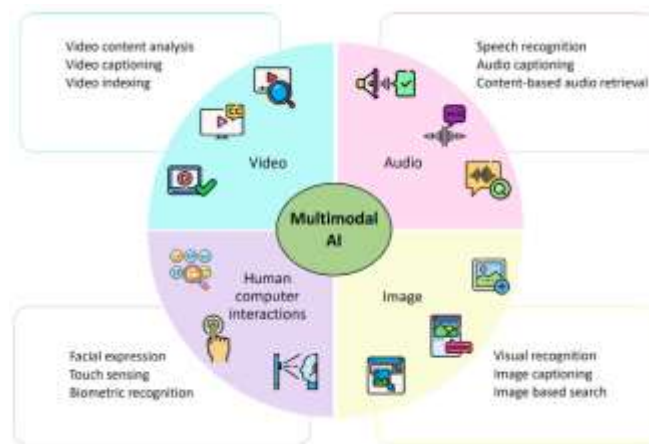 Video content analysis
Video captioning
Video indexing
Speech recognition
Audio captioning
Content-based audio retrieval
CC
Video
Audio
Multimodal
AI
Human
computer
interactions
Image
Facial expression
Touch sensing
Biometric recognition
Visual recognition
Image captioning
Image based search